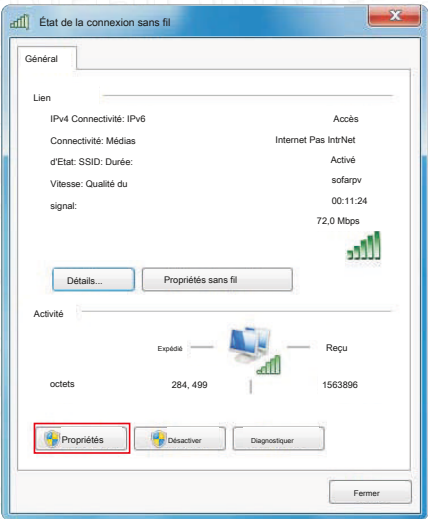 État de la connexion sans fil
x
Général
Lien
IPv4 Connectivité: IPv6 Accès
Connectivité: Médias Internet Pas IntrNet
d'Etat: SSID: Durée: Activé
Vitesse: Qualité du sofarpv
signal: 00:11:24
72,0 Mbps
Détails... Propriétés sans fil
Activité
Expédié Reçu
octets 284, 499 1563896
Propriétés Désactiver Diagnostiquer
Fermer